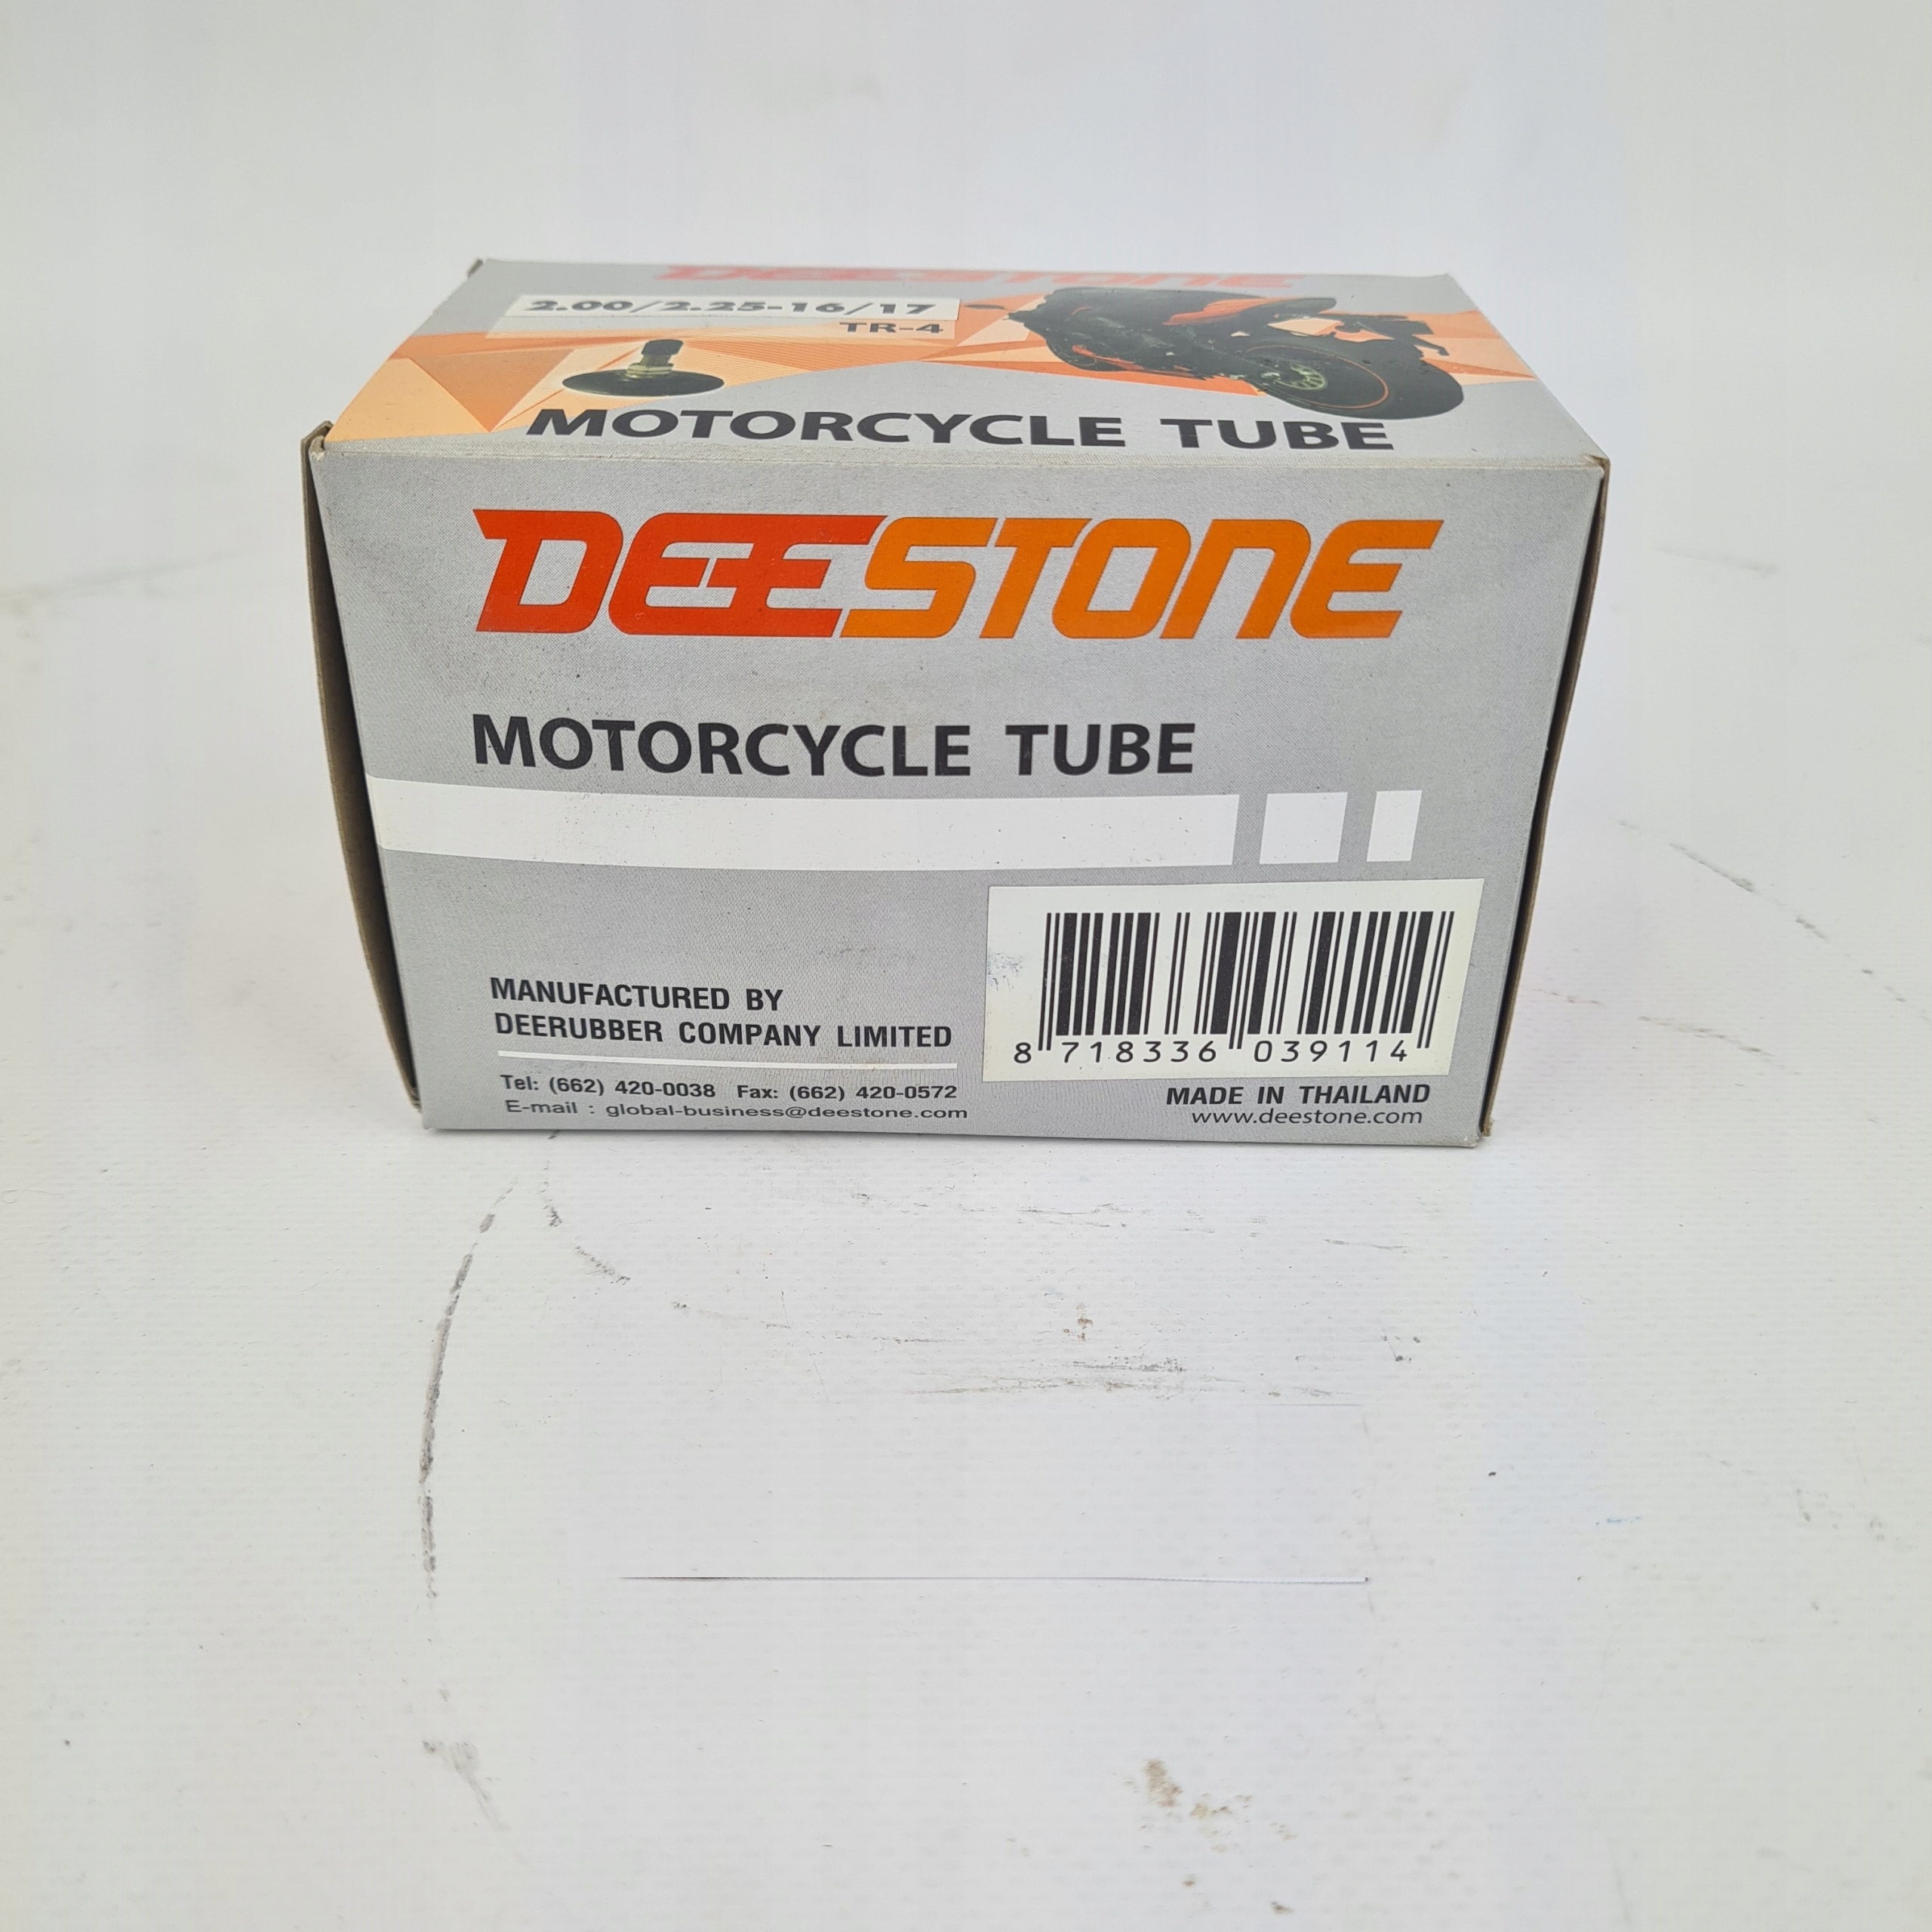 DEESTONE
2.00/2.25-16/17
TR-4
MOTORCYCLE TUBE
DEESTONE
MOTORCYCLE TUBE
MANUFACTURED BY
DEERUBBER COMPANY LIMITED
Tel: (662) 420-0038 Fax: (662) 420-0572
E-mail : global-business@deestone.com
8 718336 039114
MADE IN THAILAND
www.deestone.com